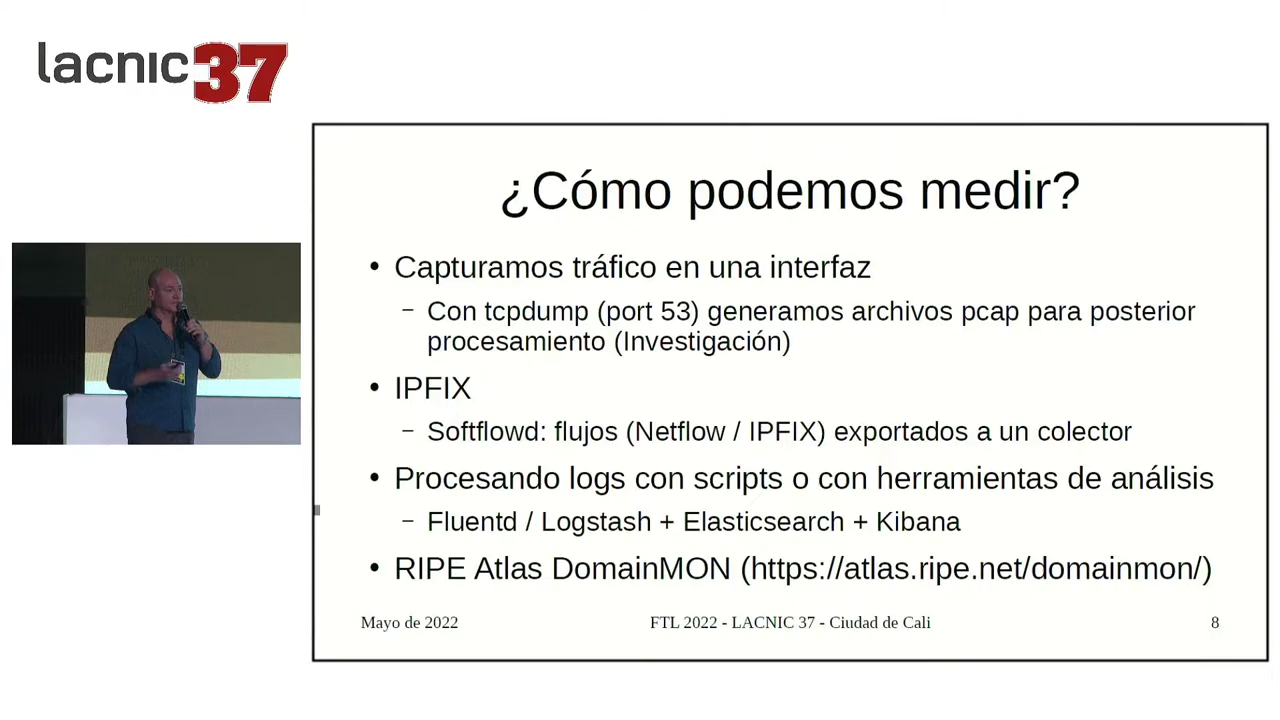 lacnic 37
¿Cómo podemos medir?
• Capturamos tráfico en una interfaz
– Con tcpdump (port 53) generamos archivos pcap para posterior
procesamiento (Investigación)
• IPFIX
– Softflowd: flujos (Netflow / IPFIX) exportados a un colector
• Procesando logs con scripts o con herramientas de análisis
– Fluentd / Logstash + Elasticsearch + Kibana
• RIPE Atlas DomainMON (https://atlas.ripe.net/domainmon/)
Mayo de 2022
FTL 2022 - LACNIC 37 - Ciudad de Cali
8